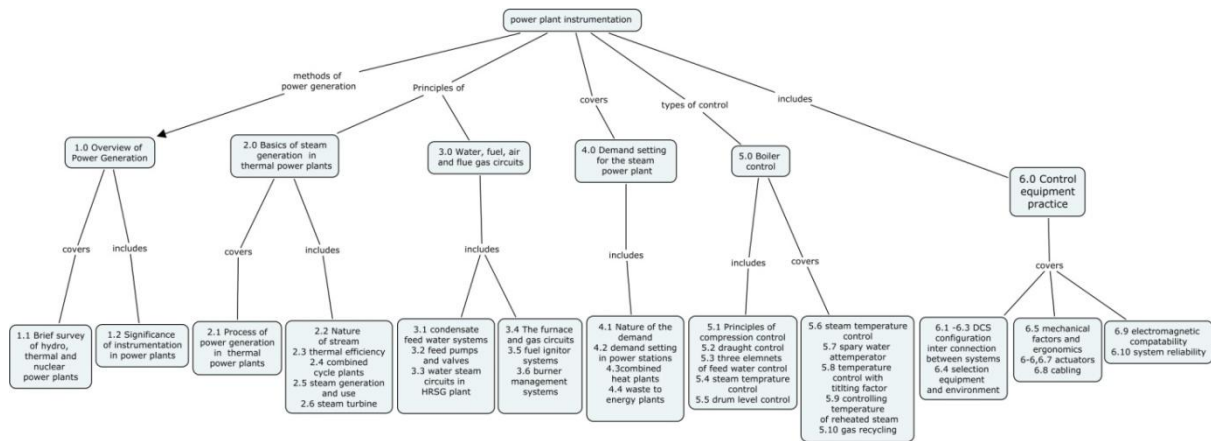 power plant instrumentation
methods of
power generation
Principles of
covers
types of control
includes
1.0 Overview of
Power Generation
2.0 Basics of steam
generation in
thermal power plants
3.0 Water, fuel, air
and flue gas circuits
4.0 Demand setting
for the steam
power plant
5.0 Boiler
control
6.0 Control
equipment
practice
covers
includes
covers
includes
includes
includes
includes
covers
covers
1.1 Brief survey
of hydro,
thermal and
nuclear
power plants
1.2 Significance
of instrumentation
in power plants
2.1 Process of
power generation
in thermal
power plants
2.2 Nature
of stream
2.3 thermal efficiency
2.4 combined
cycle plants
2.5 steam generation
and use
2.6 steam turbine
3.1 condensate
feed water systems
3.2 feed pumps
and valves
3.3 water steam
circuits in
HRSG plant
3.4 The furnace
and gas circuits
3.5 fuel ignitor
systems
3.6 burner
management
systems
4.1 Nature of the
demand
4.2 demand setting
in power stations
4.3combined
heat plants
4.4 waste to
energy plants
5.1 Principles of
compression control
5.2 draught control
5.3 three elemnets
of feed water control
5.4 steam temprature
control
5.5 drum level control
5.6 steam temperature
control
5.7 spary water
attemperator
5.8 temperature
control with
titlting factor
5.9 controlling
temperature
of reheated steam
5.10 gas recycling
6.1 -6.3 DCS
configuration
inter connection
between systems
6.4 selection
equipment
and environment
6.5 mechanical
factors and
ergonomics
6-6,6.7 actuators
6.8 cabling
6.9 electromagnetic
compatability
6.10 system reliability